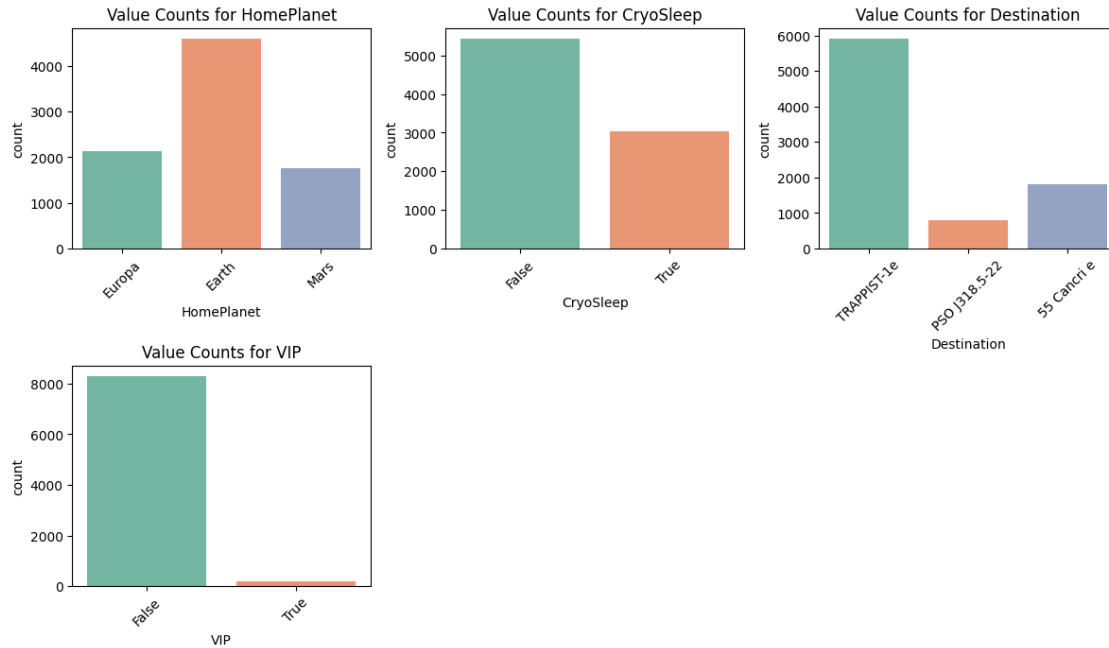 Value Counts for HomePlanet
4000
3000
2000
1000
0
count
Europa
Earth
Mars
HomePlanet
Value Counts for CryoSleep
5000
4000
3000
2000
1000
0
count
False
True
CryoSleep
Value Counts for Destination
6000
5000
4000
3000
2000
1000
0
count
TRAPPIST-1e
PSO J318.5-22
55 Cancri e
Destination
Value Counts for VIP
8000
6000
4000
2000
0
count
False
True
VIP